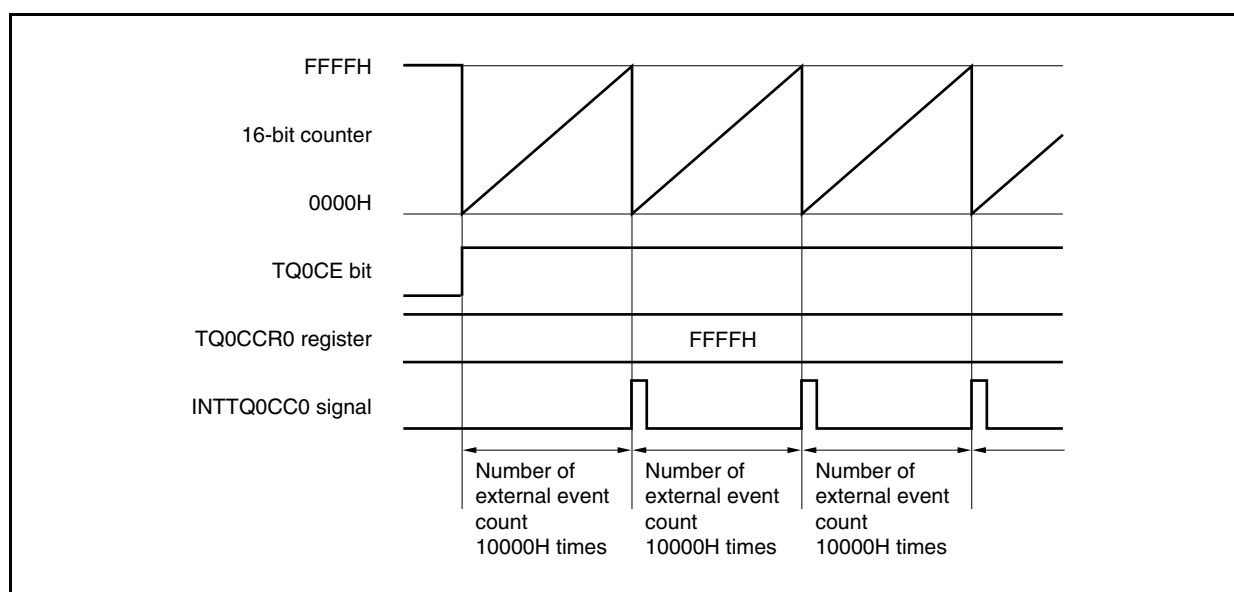 FFFFH
16-bit counter
0000H
TQ0CE bit
TQ0CCR0 register
FFFFH
INTTQ0CC0 signal
Number of
external event
count
10000H times
Number of
external event
count
10000H times
Number of
external event
count
10000H times